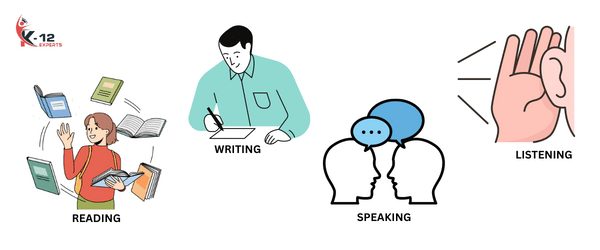 K-12
EXPERTS
WRITING
LISTENING
READING
SPEAKING